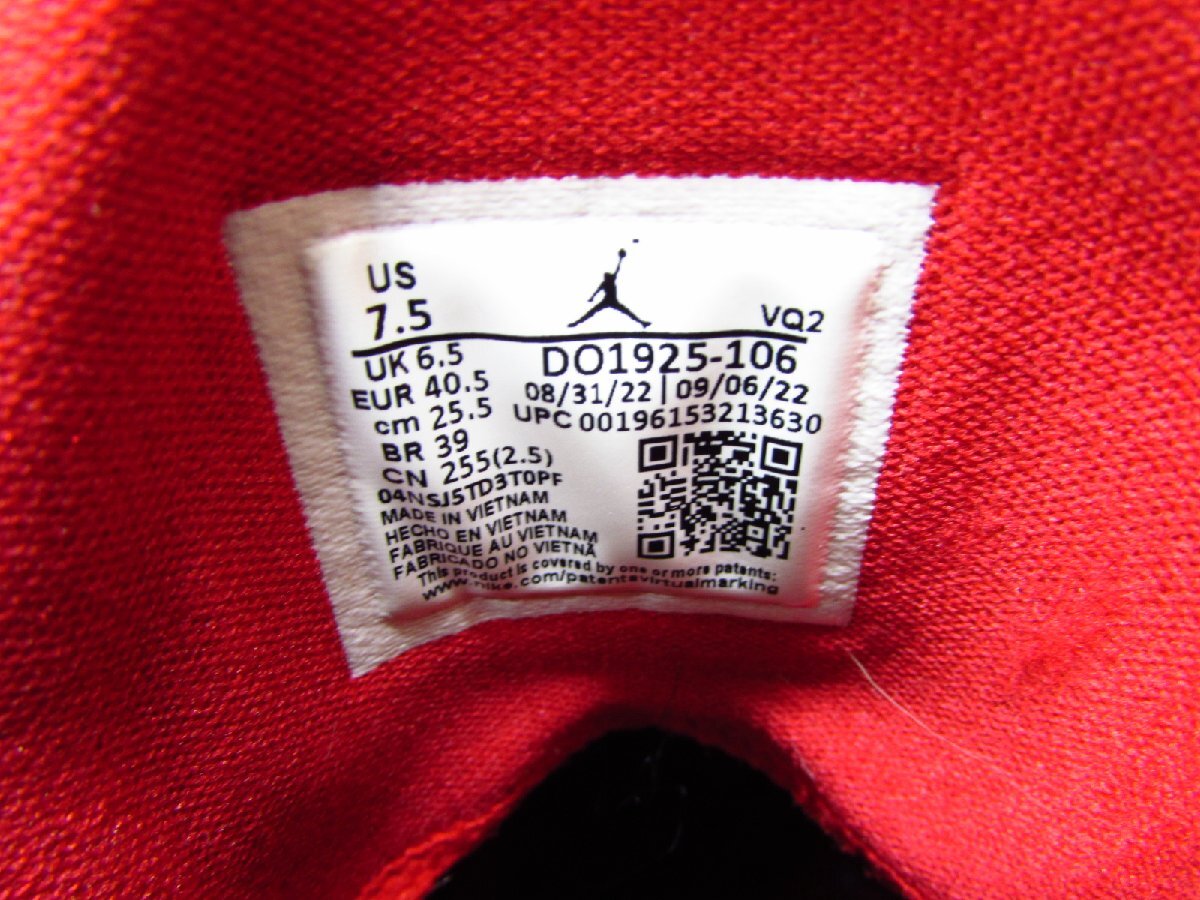 US
7.5
VQ2
UK 6.5
EUR 40.5
cm 25.5
BR 39
CN 255(2.5)
DO1925-106
08/31/22 | 09/06/22
UPC 00196153213630
04NSJ5TD3T0PF
MADE IN VIETNAM
HECHO EN VIETNAM
FABRIQUE AU VIETNAM
FABRICADO NO VIETNÃ
This product is covered by one or more patents:
www.nike.com/patentsvirtualmarking